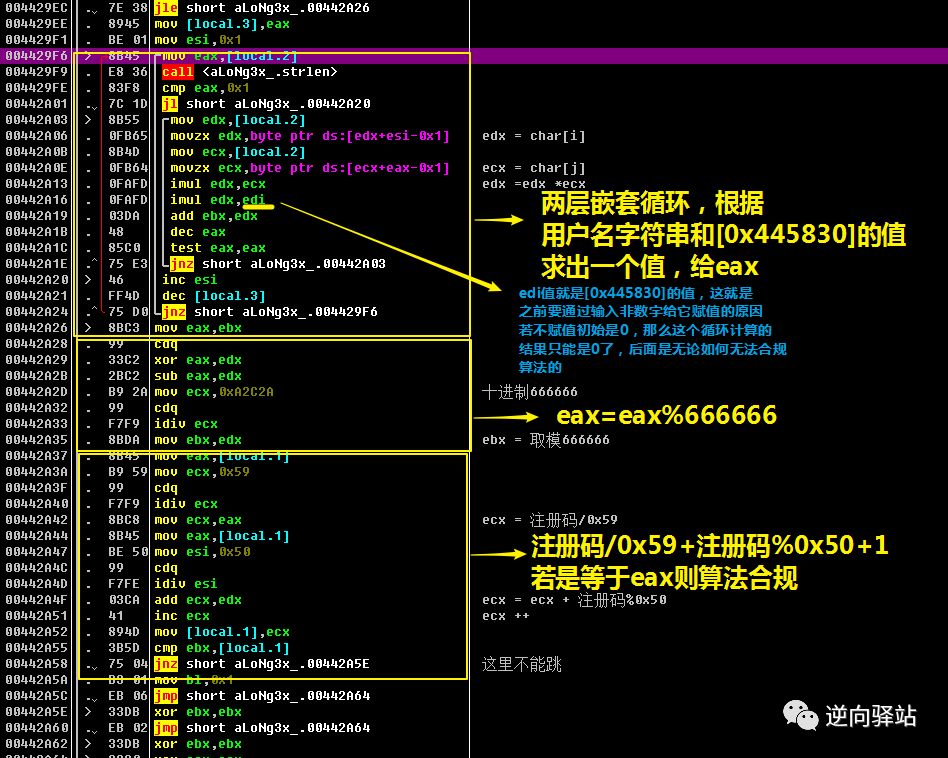 004429EC . 7E 38 jle short aLoNg3x_.00442A26
004429EE . 8945 mov [local.3],eax
004429F1 . BE 01 mov esi,0x1
004429F6 > 8B45 mov eax,[local.2]
004429F9 . E8 36 call <aLoNg3x_.strlen>
004429FE . 83F8 cmp eax,0x1
00442A01 . 7C 1D jl short aLoNg3x_.00442A20
00442A03 > 8B55 mov edx,[local.2]
00442A06 . 0FB65 movzx edx,byte ptr ds:[edx+esi-0x1] edx = char[i]
00442A0B . 8B4D mov ecx,[local.2]
00442A0E . 0FB64 movzx ecx,byte ptr ds:[ecx+eax-0x1] ecx = char[j]
00442A13 . 0FAFD imul edx,ecx edx =edx *ecx
00442A16 . 0FAFD imul edx,edi
00442A19 . 03DA add ebx,edx
00442A1B . 48 dec eax
00442A1C . 85C0 test eax,eax
00442A1E .^ 75 E3 jnz short aLoNg3x_.00442A03
00442A20 > 46 inc esi
00442A21 . FF4D dec [local.3]
00442A24 .^ 75 D0 jnz short aLoNg3x_.004429F6
00442A26 > 8BC3 mov eax,ebx
两层嵌套循环，根据
用户名字符串和[0x445830]的值
求出一个值，给eax
edi值就是[0x445830]的值，这就是
之前要通过输入非数字给它赋值的原因
若不赋值初始是0，那么这个循环计算的
结果只能是0了，后面是无论如何无法合规
算法的
00442A28 . 99 cdq
00442A29 . 33C2 xor eax,edx
00442A2B . 2BC2 sub eax,edx
00442A2D . B9 2A mov ecx,0xA2C2A 十进制666666
00442A32 . 99 cdq
00442A33 . F7F9 idiv ecx
00442A35 . 8BDA mov ebx,edx ebx = 取模666666
eax=eax%666666
00442A37 . 8B45 mov eax,[local.1]
00442A3A . B9 59 mov ecx,0x59
00442A3F . 99 cdq
00442A40 . F7F9 idiv ecx
00442A42 . 8BC8 mov ecx,eax ecx = 注册码/0x59
00442A44 . 8B45 mov eax,[local.1]
00442A47 . BE 50 mov esi,0x50
00442A4C . 99 cdq
00442A4D . F7FE idiv esi
00442A4F . 03CA add ecx,edx ecx = ecx + 注册码%0x50
00442A51 . 41 inc ecx ecx ++
00442A52 . 894D mov [local.1],ecx
00442A55 . 3B5D cmp ebx,[local.1]
00442A58 . 75 04 jnz short aLoNg3x_.00442A5E 这里不能跳
注册码/0x59+注册码%0x50+1
若是等于eax则算法合规
00442A5A . B3 01 mov bl,0x1
00442A5C . EB 06 jmp short aLoNg3x_.00442A64
00442A5E > 33DB xor ebx,ebx
00442A60 . EB 02 jmp short aLoNg3x_.00442A64
00442A62 > 33DB xor ebx,ebx
逆向驿站